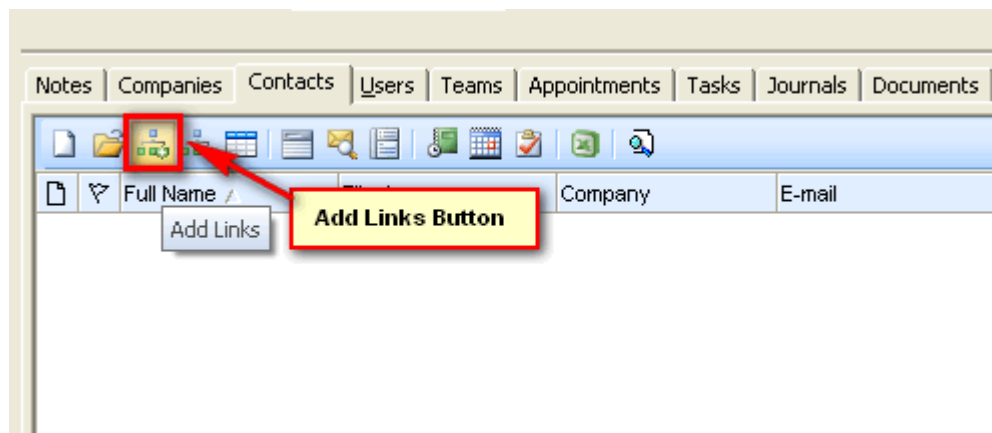 Notes Companies Contacts Users Teams Appointments Tasks Journals Documents
Full Name Company E-mail
Add Links Button
Add Links